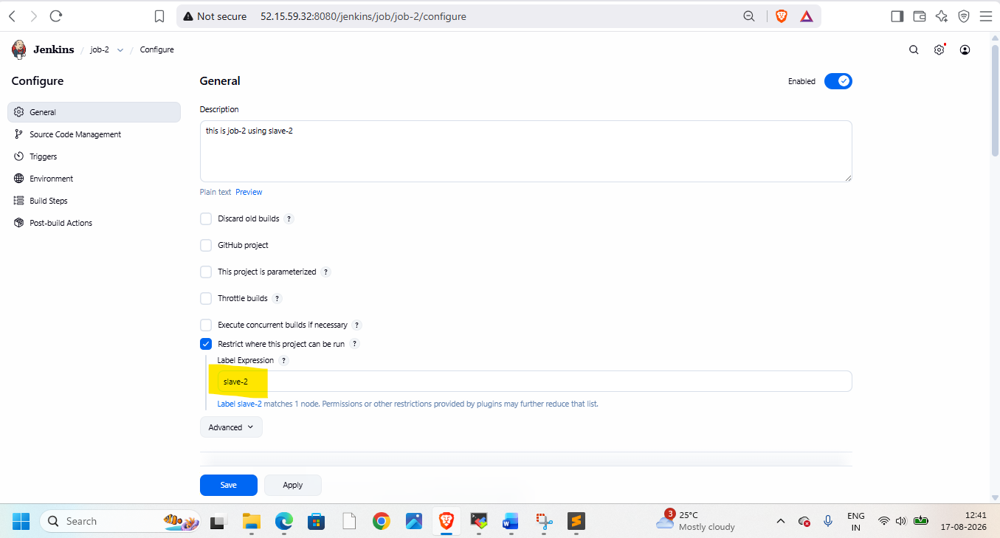 Not secure 52.15.59.32:8080/jenkins/job/job-2/configure
Jenkins / job-2 / Configure
Configure
General
Source Code Management
Triggers
Environment
Build Steps
Post-build Actions
General
Enabled
Description
this is job-2 using slave-2
Plain text Preview
Discard old builds ?
GitHub project
This project is parameterized ?
Throttle builds ?
Execute concurrent builds if necessary ?
Restrict where this project can be run ?
Label Expression ?
slave-2
Label slave-2 matches 1 node. Permissions or other restrictions provided by plugins may further reduce that list.
Advanced
Save Apply
Search
3
25°C
Mostly cloudy
ENG
IN
12:41
17-08-2026